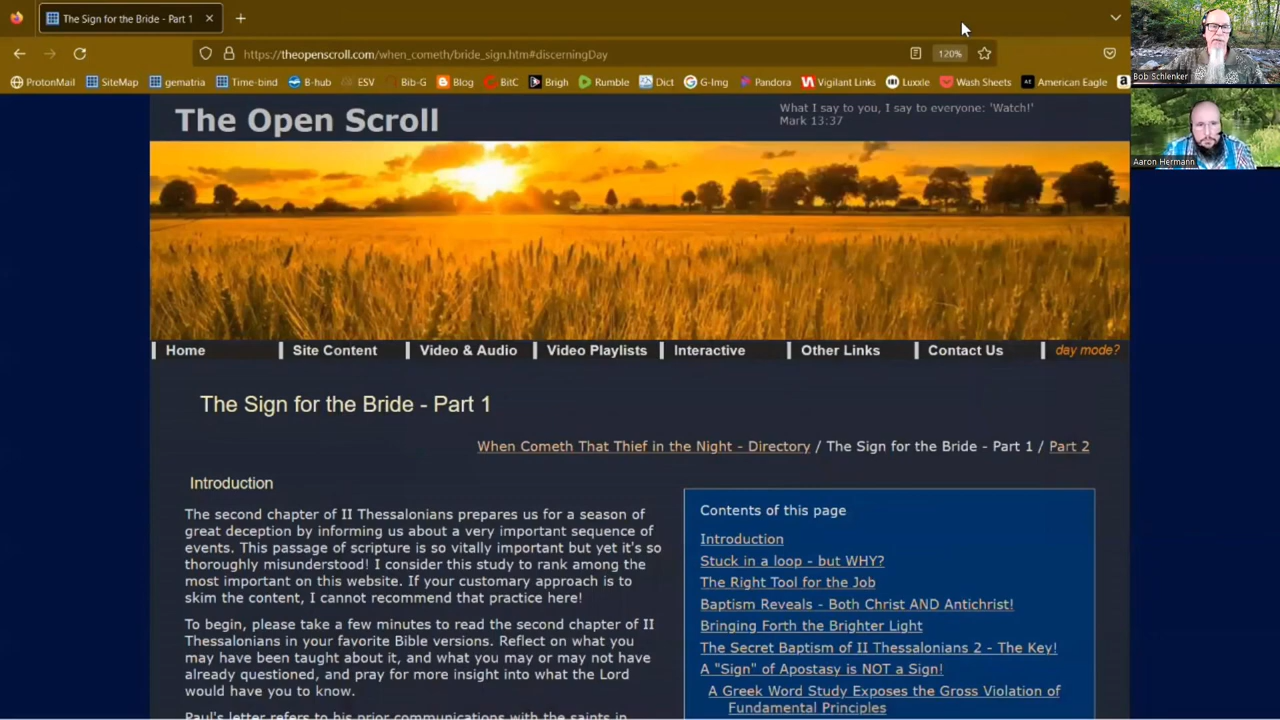 The Sign for the Bride - Part 1
https://theopenscroll.com/when_cometh/bride_sign.htm#discerningDay
120%
ProtonMail SiteMap gematria Time-bind B-hub ESV Bib-G Blog BitC Brigh Rumble Dict G-Img Pandora Vigilant Links Luxxle Wash Sheets American Eagle
Bob Schlenker
Aaron Hermann
The Open Scroll
What I say to you, I say to everyone: 'Watch!'
Mark 13:37
Home Site Content Video & Audio Video Playlists Interactive Other Links Contact Us day mode?
The Sign for the Bride - Part 1
When Cometh That Thief in the Night - Directory / The Sign for the Bride - Part 1 / Part 2
Introduction
The second chapter of II Thessalonians prepares us for a season of
great deception by informing us about a very important sequence of
events. This passage of scripture is so vitally important but yet it's so
thoroughly misunderstood! I consider this study to rank among the
most important on this website. If your customary approach is to
skim the content, I cannot recommend that practice here!
To begin, please take a few minutes to read the second chapter of II
Thessalonians in your favorite Bible versions. Reflect on what you
may have been taught about it, and what you may or may not have
already questioned, and pray for more insight into what the Lord
would have you to know.
Paul's letter refers to his prior communications with the saints in
Contents of this page
Introduction
Stuck in a loop - but WHY?
The Right Tool for the Job
Baptism Reveals - Both Christ AND Antichrist!
Bringing Forth the Brighter Light
The Secret Baptism of II Thessalonians 2 - The Key!
A "Sign" of Apostasy is NOT a Sign!
A Greek Word Study Exposes the Gross Violation of
Fundamental Principles